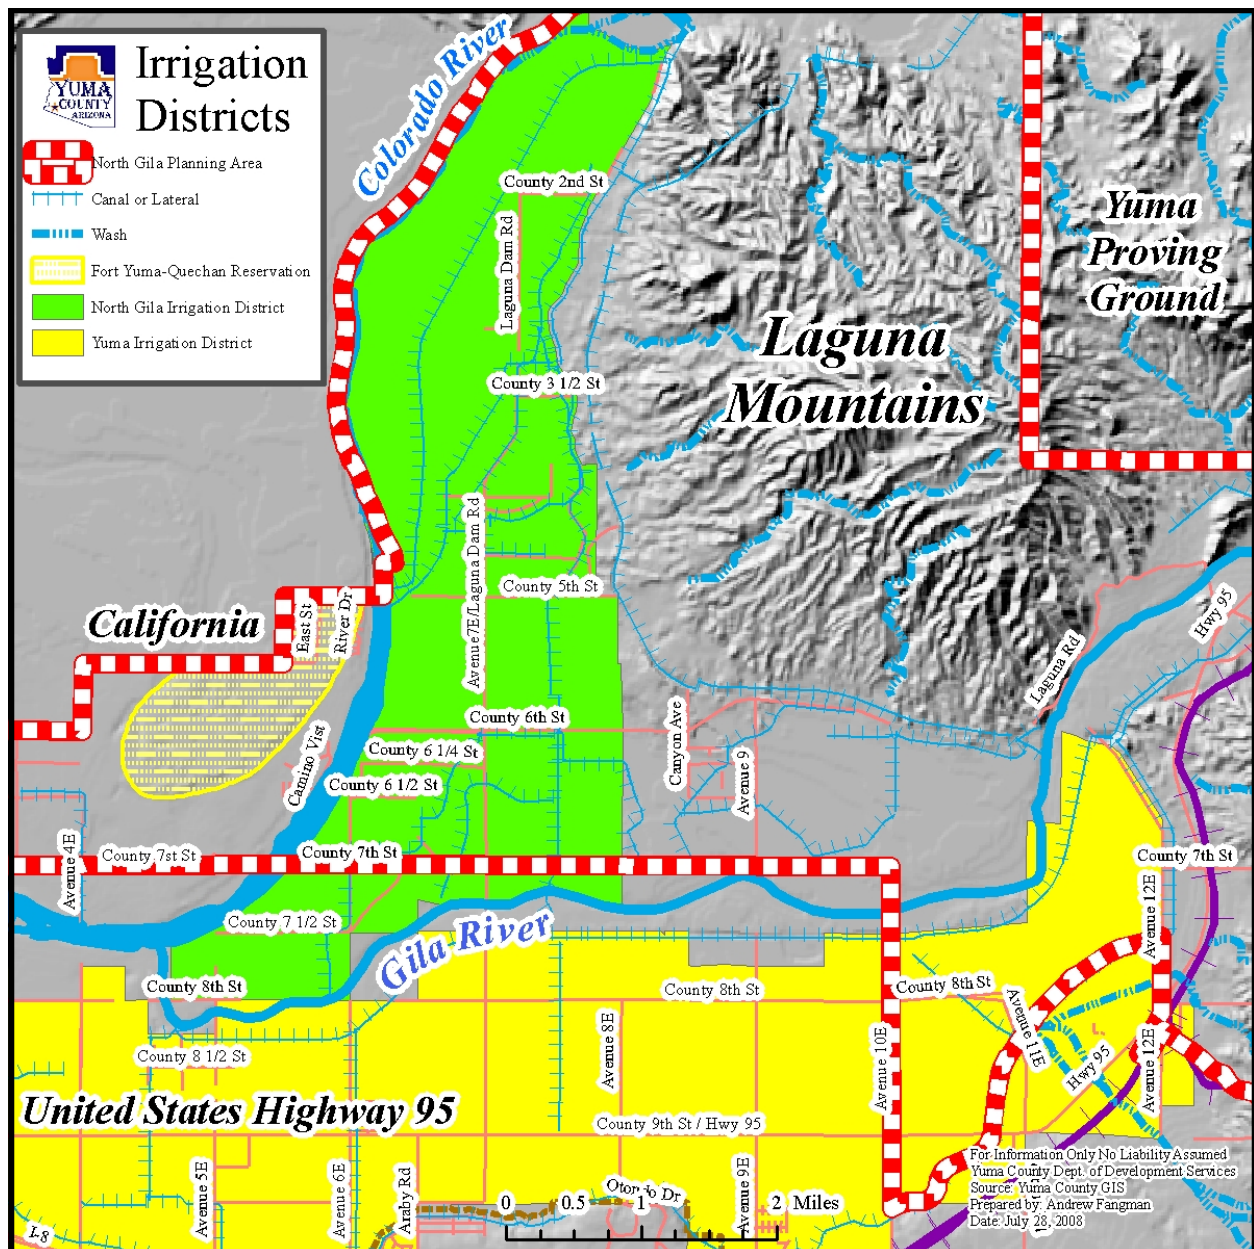 Irrigation
Districts
YUMA
COUNTY
ARIZONA
North Gila Planning Area
Canal or Lateral
Wash
Fort Yuma-Quechan Reservation
North Gila Irrigation District
Yuma Irrigation District
Colorado River
County 2nd St
Laguna Dam Rd
County 3 1/2 St
Yuma
Proving
Ground
Laguna
Mountains
Avenue7E/Laguna Dam Rd
County 5th St
California
East St
River Dr
Hwy 95
Laguna Rd
County 6th St
Canyon Ave
Avenue 9
County 6 1/4 St
County 6 1/2 St
Camino Vist
Avenue 4E
County 7st St
County 7th St
County 7th St
County 7 1/2 St
Gila River
Avenue 12E
County 8th St
County 8th St
County 8th St
Avenue 11E
Avenue 8E
Avenue 10E
Hwy 95
Avenue 12E
County 8 1/2 St
United States Highway 95
County 9th St / Hwy 95
Avenue 5E
Avenue 6E
Araby Rd
Avenue 9E
I-8
0 0.5 1 2 Miles
For Information Only No Liability Assumed
Yuma County Dept. of Development Services
Source: Yuma County GIS
Prepared by: Andrew Fangman
Date: July 28, 2008